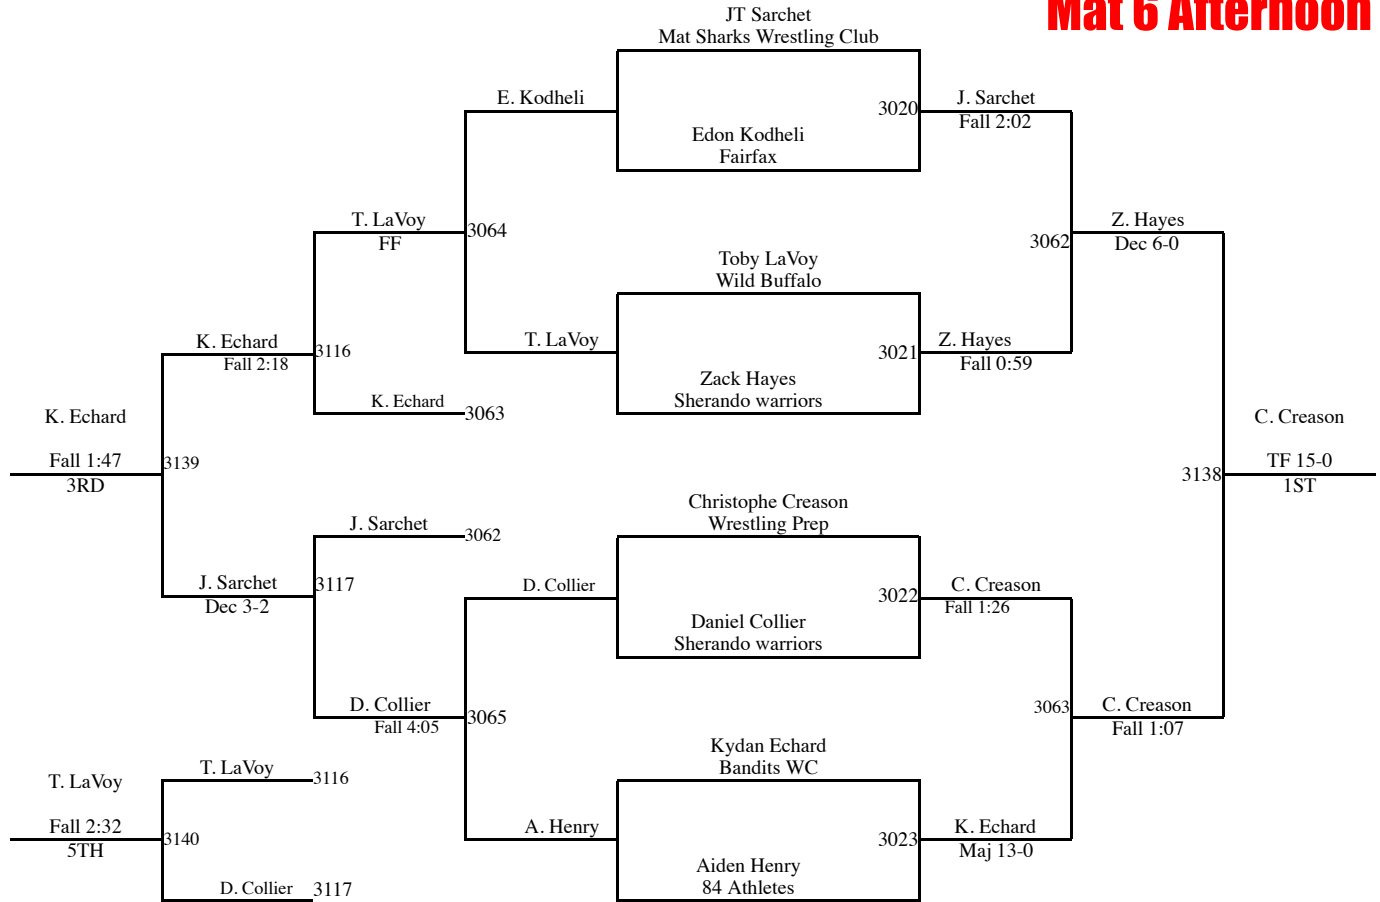 Mat 6 Afternoon
JT Sarchet
Mat Sharks Wrestling Club
E. Kodheli
3020
J. Sarchet
Fall 2:02
Edon Kodheli
Fairfax
T. LaVoy
FF
3064
3062
Z. Hayes
Dec 6-0
Toby LaVoy
Wild Buffalo
T. LaVoy
3021
Z. Hayes
Fall 0:59
Zack Hayes
Sherando warriors
K. Echard
Fall 2:18
3116
K. Echard
3063
K. Echard
Fall 1:47
3RD
3139
3138
C. Creason
TF 15-0
1ST
Christophe Creason
Wrestling Prep
J. Sarchet
3062
J. Sarchet
Dec 3-2
3117
D. Collier
3022
C. Creason
Fall 1:26
Daniel Collier
Sherando warriors
D. Collier
Fall 4:05
3065
3063
C. Creason
Fall 1:07
Kydan Echard
Bandits WC
T. LaVoy
Fall 2:32
5TH
T. LaVoy
3116
3140
A. Henry
3023
K. Echard
Maj 13-0
Aiden Henry
84 Athletes
D. Collier
3117